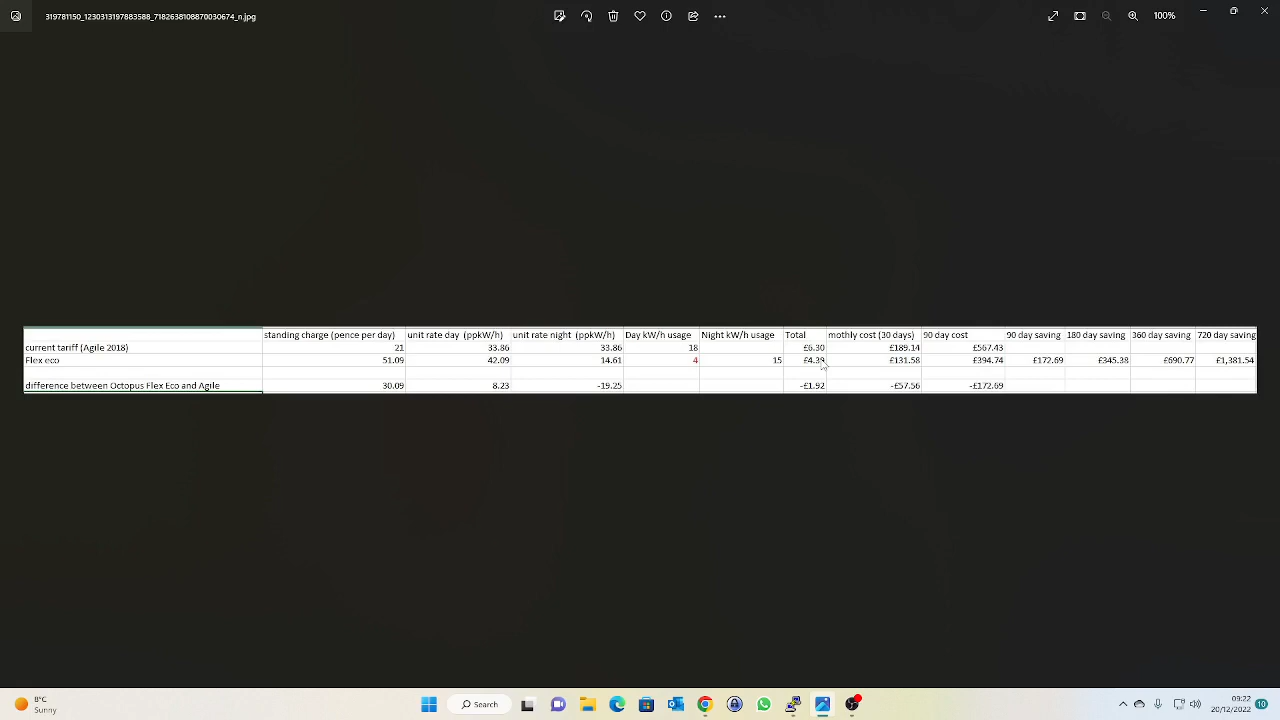 319781150_1230313197883588_7182638108870030674_n.jpg 100%
standing charge (pence per day) unit rate day (ppkW/h) unit rate night (ppkW/h) Day kW/h usage Night kW/h usage Total mothly cost (30 days) 90 day cost 90 day saving 180 day saving 360 day saving 720 day saving
current tariff (Agile 2018) 21 33.86 33.86 18 £6.30 £189.14 £567.43
Flex eco 51.09 42.09 14.61 4 15 £4.39 £131.58 £394.74 £172.69 £345.38 £690.77 £1,381.54
difference between Octopus Flex Eco and Agile 30.09 8.23 -19.25 -£1.92 -£57.56 -£172.69
8°C
Sunny
Search
09:22
20/12/2022
10